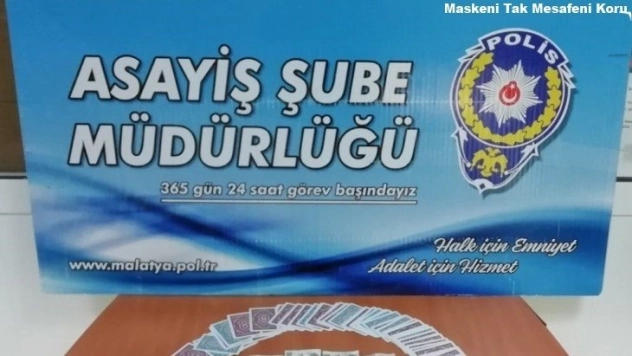 Maskeni Tak Mesafeni Koru
POLİS
ASAYİŞ ŞUBE
MÜDÜRLÜĞÜ
365 gün 24 saat görev başındayız
Halk için Emniyet
Adalet için Hizmet
www.malatya.pol.tr